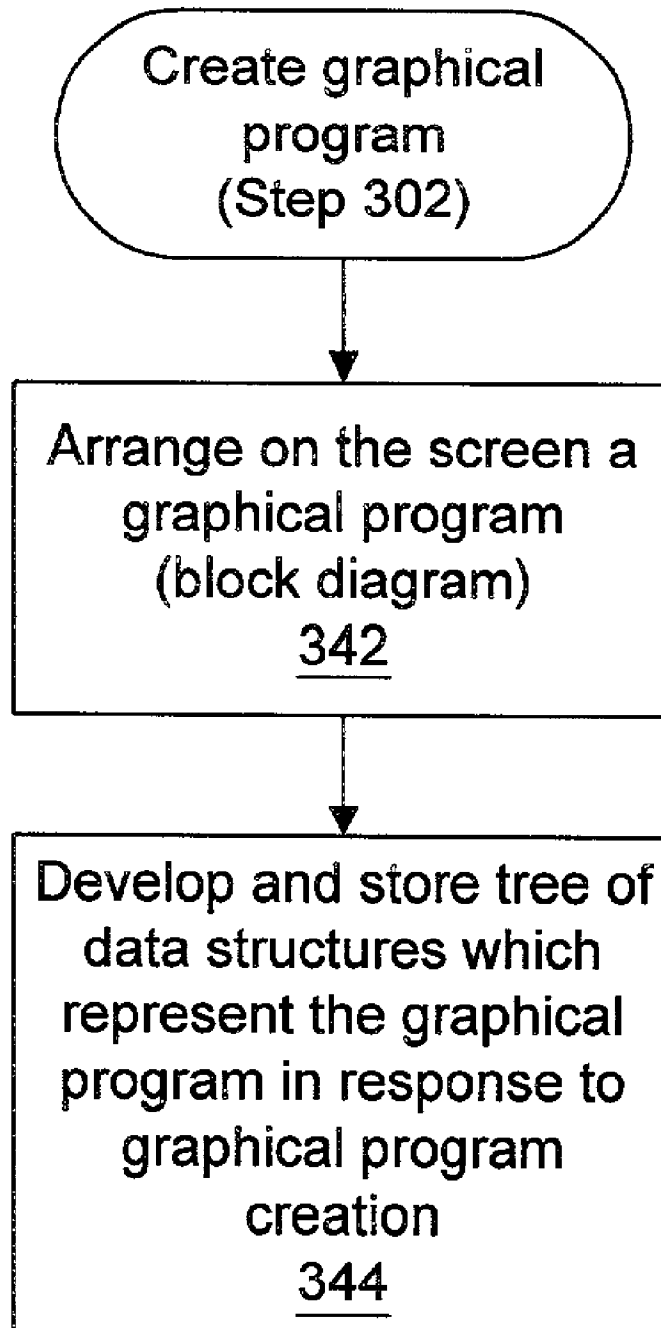 Create graphical
program
(Step 302)
Arrange on the screen a
graphical program
(block diagram)
342
Develop and store tree of
data structures which
represent the graphical
program in response to
graphical program
creation
344